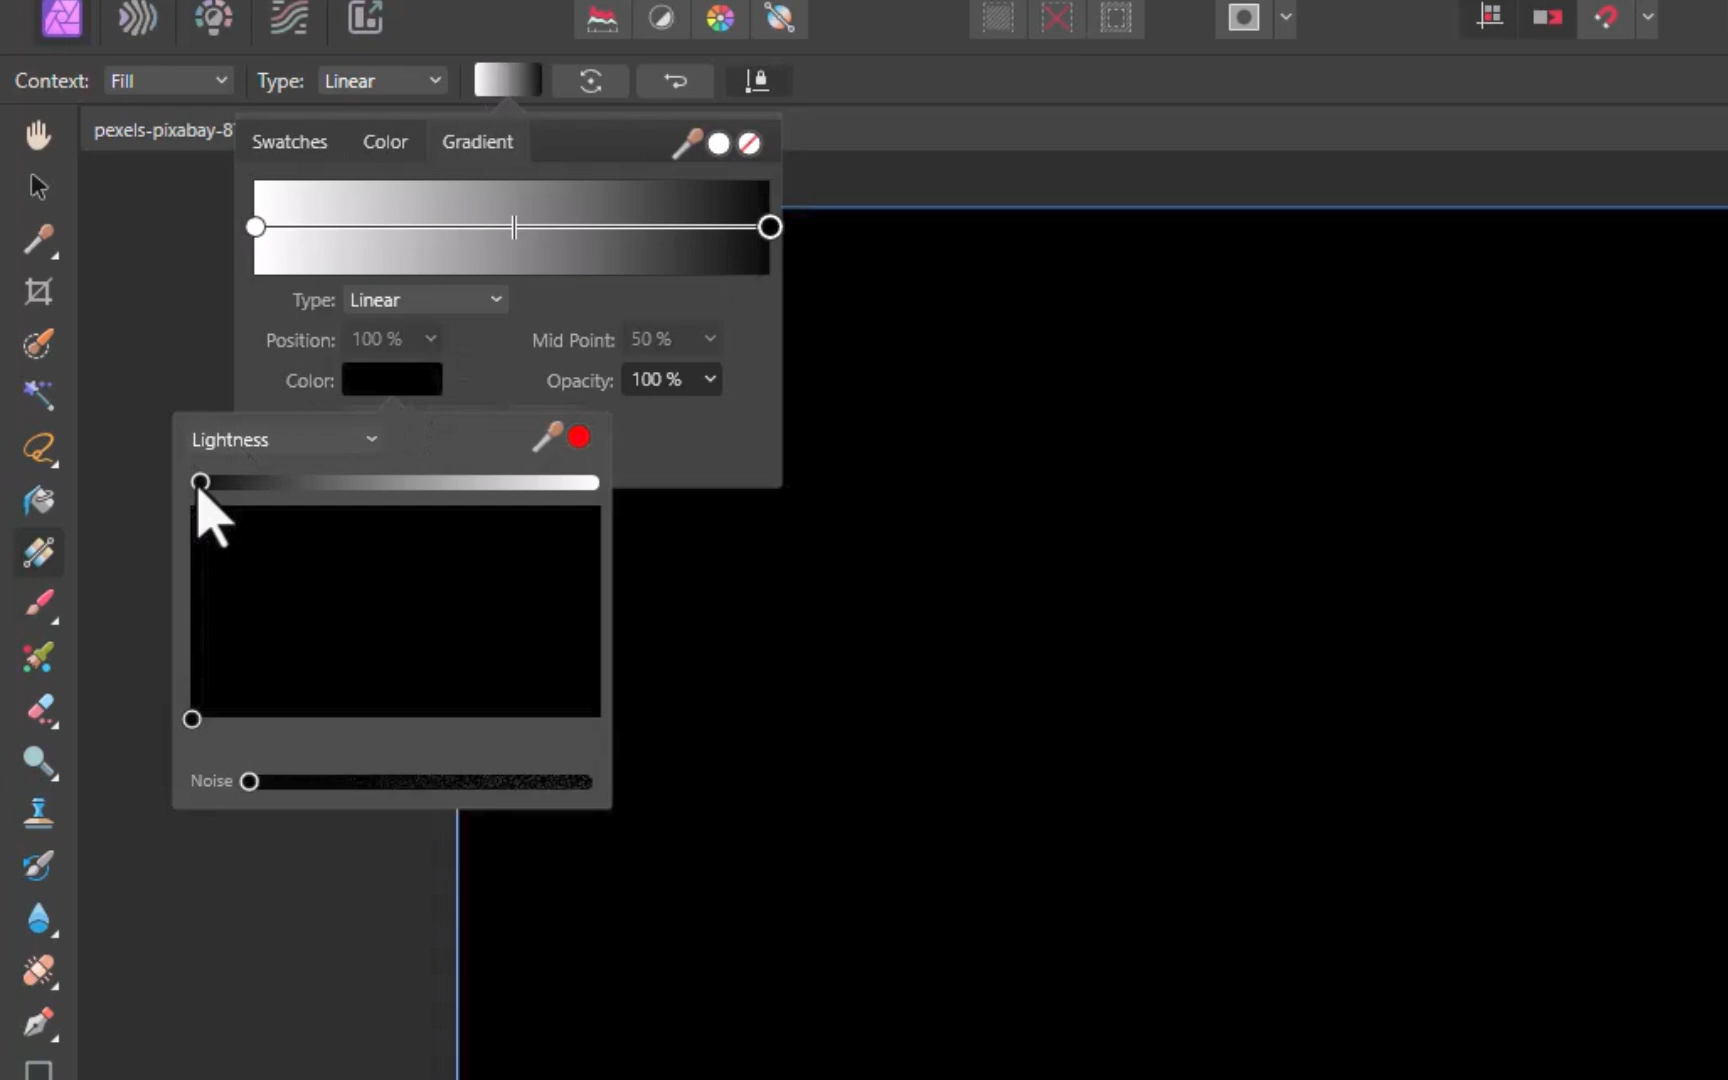 Context: Fill Type: Linear
pexels-pixabay-8
Swatches Color Gradient
Type: Linear
Position: 100 % Mid Point: 50 %
Color: Opacity: 100 %
Lightness
Noise